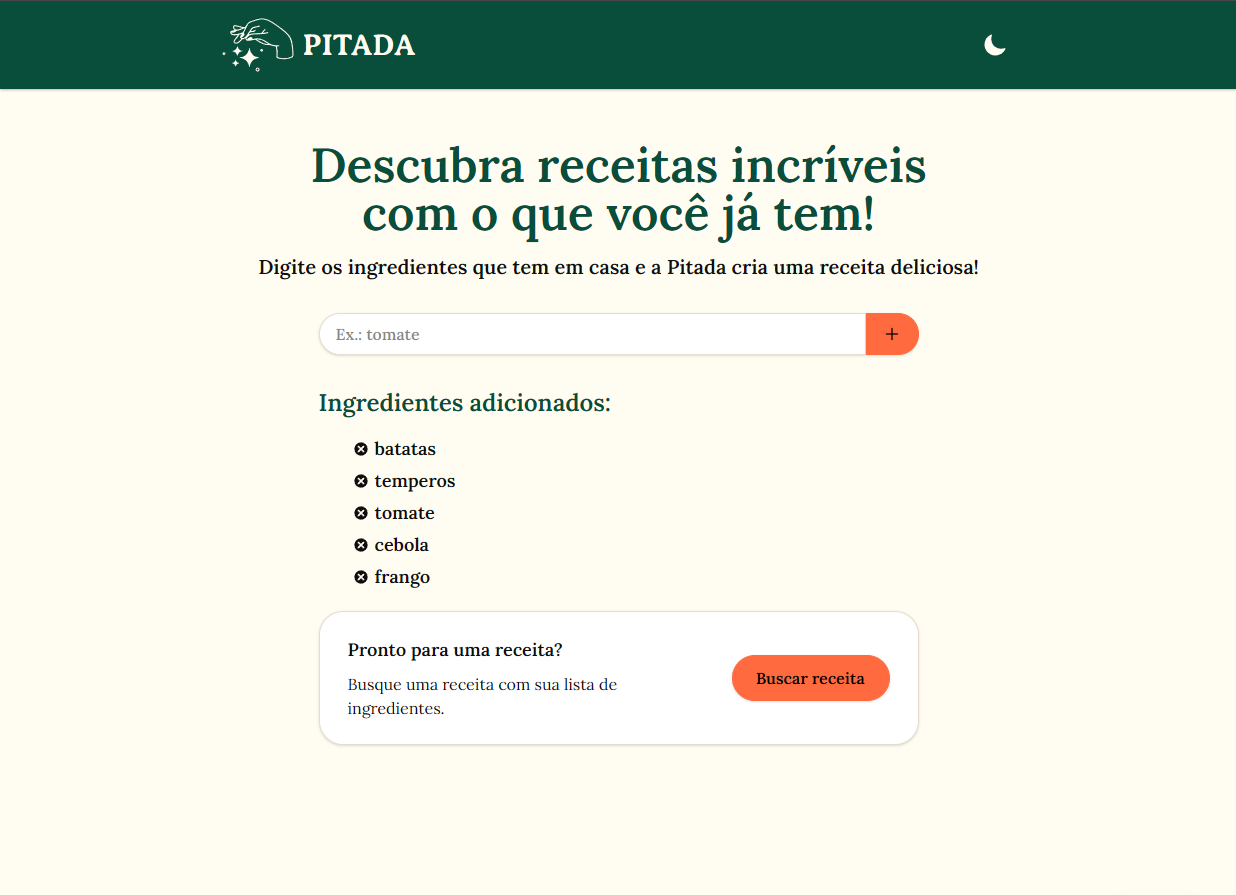 PITADA
Descubra receitas incríveis
com o que você já tem!
Digite os ingredientes que tem em casa e a Pitada cria uma receita deliciosa!
Ex.: tomate
+
Ingredientes adicionados:
batatas
temperos
tomate
cebola
frango
Pronto para uma receita?
Busque uma receita com sua lista de
ingredientes.
Buscar receita